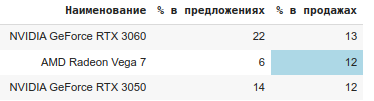 Наименование % в предложениях % в продажах
NVIDIA GeForce RTX 3060 22 13
AMD Radeon Vega 7 6 12
NVIDIA GeForce RTX 3050 14 12